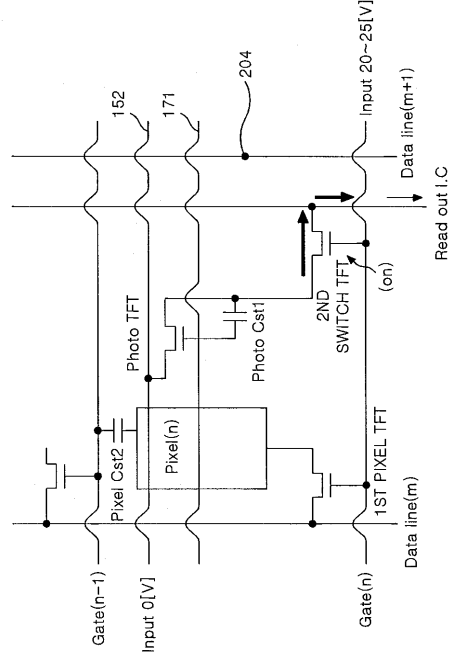 Gate(n-1)
Input 0[V]
Gate(n)
152
171
204
Input 20~25[V]
Pixel Cst2
Pixel(n)
Photo TFT
Photo Cst1
2ND
SWITCH TFT
(on)
1ST PIXEL TFT
Data line(m)
Data line(m+1)
Read out I.C